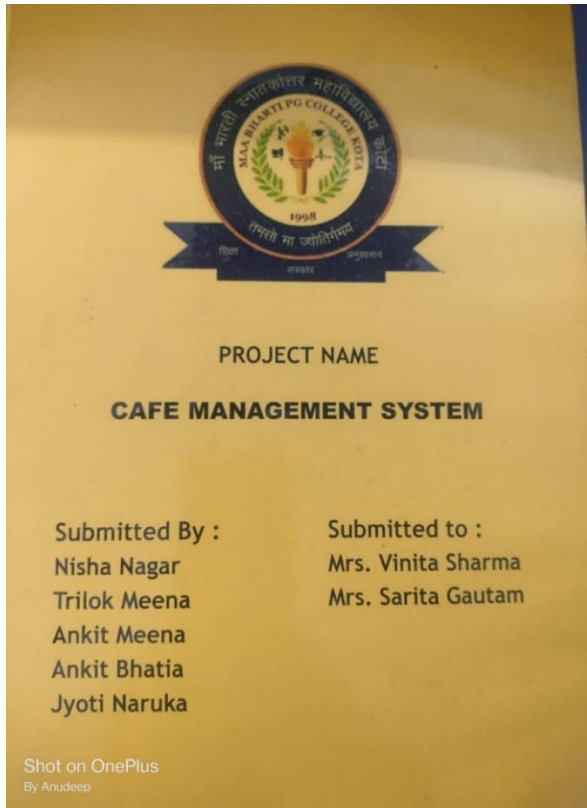 माँ भारती स्नातकोत्तर महाविद्यालय कोटा
MAA BHARTI PG COLLEGE KOTA
1998
तमसो मा ज्योतिर्गमय
शिक्षा
संस्कार
PROJECT NAME
CAFE MANAGEMENT SYSTEM
Submitted By :
Nisha Nagar
Trilok Meena
Ankit Meena
Ankit Bhatia
Jyoti Naruka
Submitted to :
Mrs. Vinita Sharma
Mrs. Sarita Gautam
Shot on OnePlus
By Anudeep